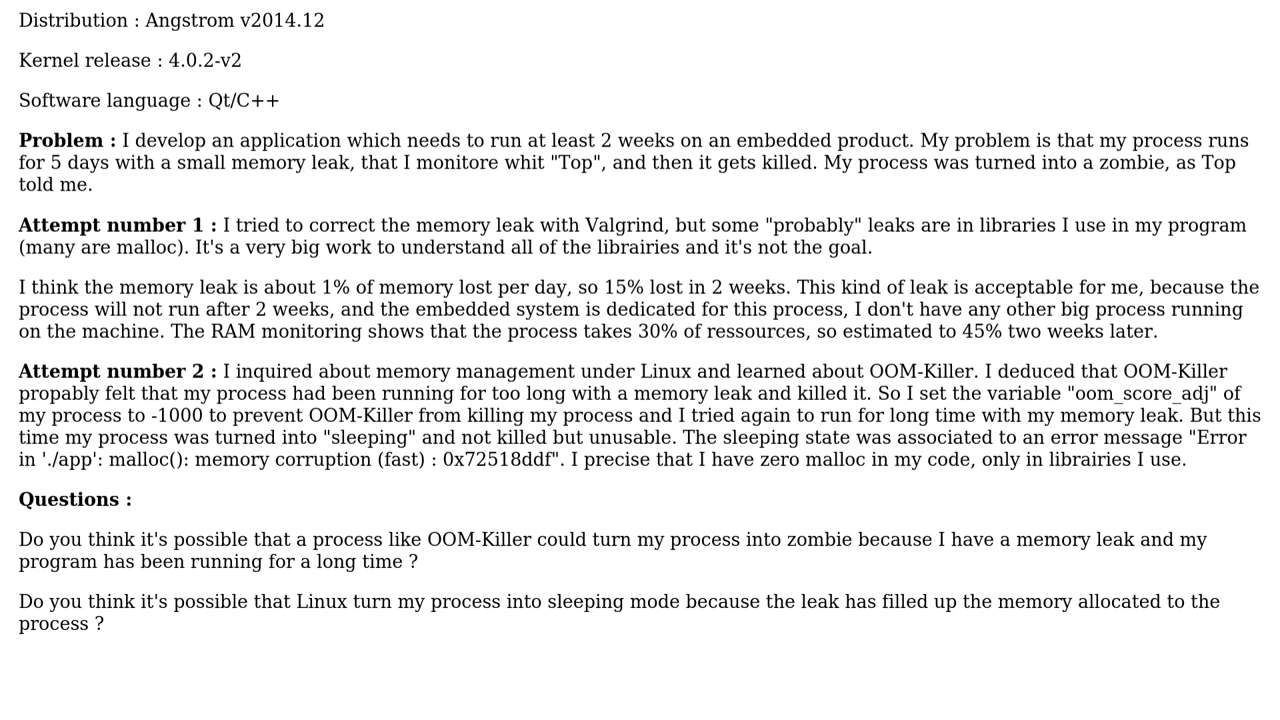 Distribution : Angstrom v2014.12
Kernel release : 4.0.2-v2
Software language : Qt/C++
Problem : I develop an application which needs to run at least 2 weeks on an embedded product. My problem is that my process runs
for 5 days with a small memory leak, that I monitore whit "Top", and then it gets killed. My process was turned into a zombie, as Top
told me.
Attempt number 1 : I tried to correct the memory leak with Valgrind, but some "probably" leaks are in libraries I use in my program
(many are malloc). It's a very big work to understand all of the librairies and it's not the goal.
I think the memory leak is about 1% of memory lost per day, so 15% lost in 2 weeks. This kind of leak is acceptable for me, because the
process will not run after 2 weeks, and the embedded system is dedicated for this process, I don't have any other big process running
on the machine. The RAM monitoring shows that the process takes 30% of ressources, so estimated to 45% two weeks later.
Attempt number 2 : I inquired about memory management under Linux and learned about OOM-Killer. I deduced that OOM-Killer
propably felt that my process had been running for too long with a memory leak and killed it. So I set the variable "oom_score_adj" of
my process to -1000 to prevent OOM-Killer from killing my process and I tried again to run for long time with my memory leak. But this
time my process was turned into "sleeping" and not killed but unusable. The sleeping state was associated to an error message "Error
in './app': malloc(): memory corruption (fast) : 0x72518ddf". I precise that I have zero malloc in my code, only in librairies I use.
Questions :
Do you think it's possible that a process like OOM-Killer could turn my process into zombie because I have a memory leak and my
program has been running for a long time ?
Do you think it's possible that Linux turn my process into sleeping mode because the leak has filled up the memory allocated to the
process ?